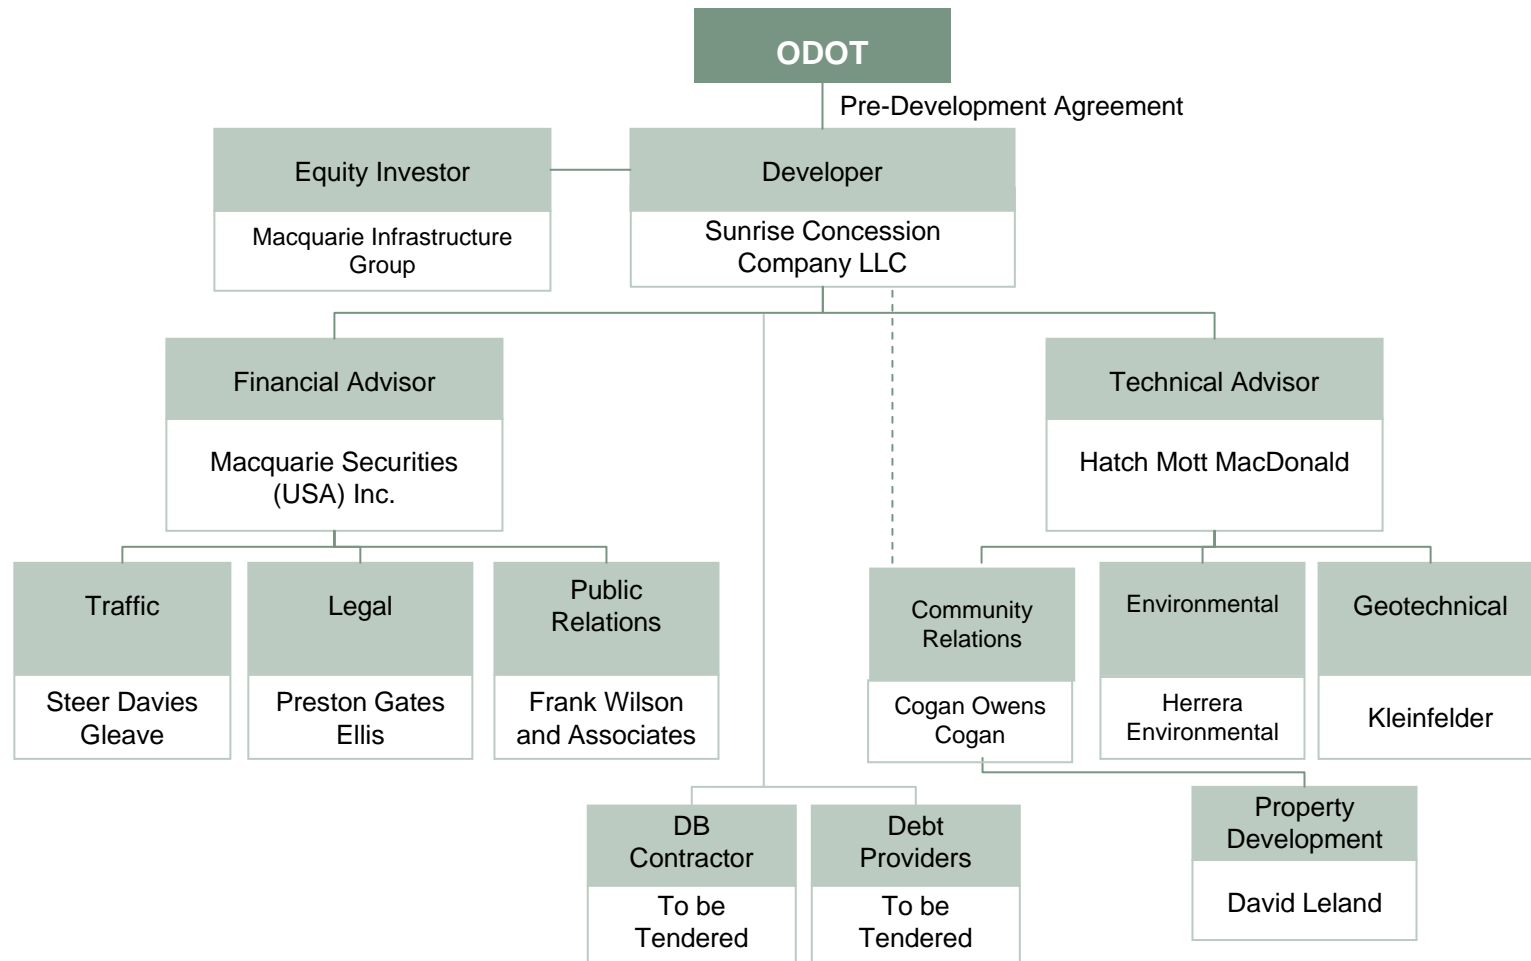 ODOT
Pre-Development Agreement
Equity Investor
Macquarie Infrastructure
Group
Developer
Sunrise Concession
Company LLC
Financial Advisor
Macquarie Securities
(USA) Inc.
Technical Advisor
Hatch Mott MacDonald
Traffic
Steer Davies
Gleave
Legal
Preston Gates
Ellis
Public
Relations
Frank Wilson
and Associates
Community
Relations
Cogan Owens
Cogan
Environmental
Herrera
Environmental
Geotechnical
Kleinfelder
DB
Contractor
To be
Tendered
Debt
Providers
To be
Tendered
Property
Development
David Leland